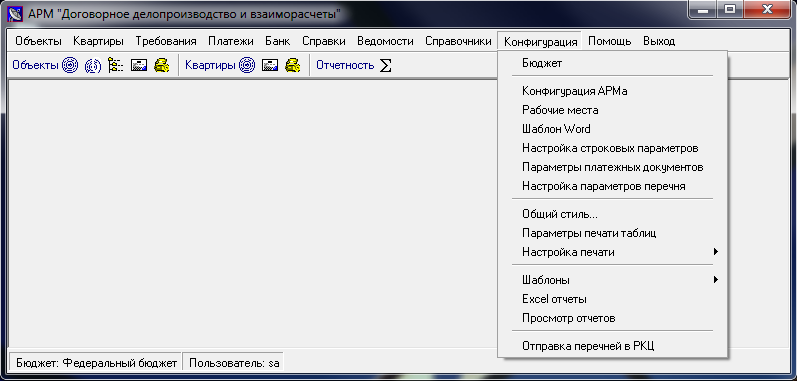 АРМ "Договорное делопроизводство и взаиморасчеты"
Объекты Квартиры Требования Платежи Банк Справки Ведомости Справочники Конфигурация Помощь Выход
Объекты Квартиры Отчетность Σ
Бюджет
Конфигурация АРМа
Рабочие места
Шаблон Word
Настройка строковых параметров
Параметры платежных документов
Настройка параметров перечня
Общий стиль...
Параметры печати таблиц
Настройка печати
Шаблоны
Excel отчеты
Просмотр отчетов
Отправка перечней в РКЦ
Бюджет: Федеральный бюджет Пользователь: sa